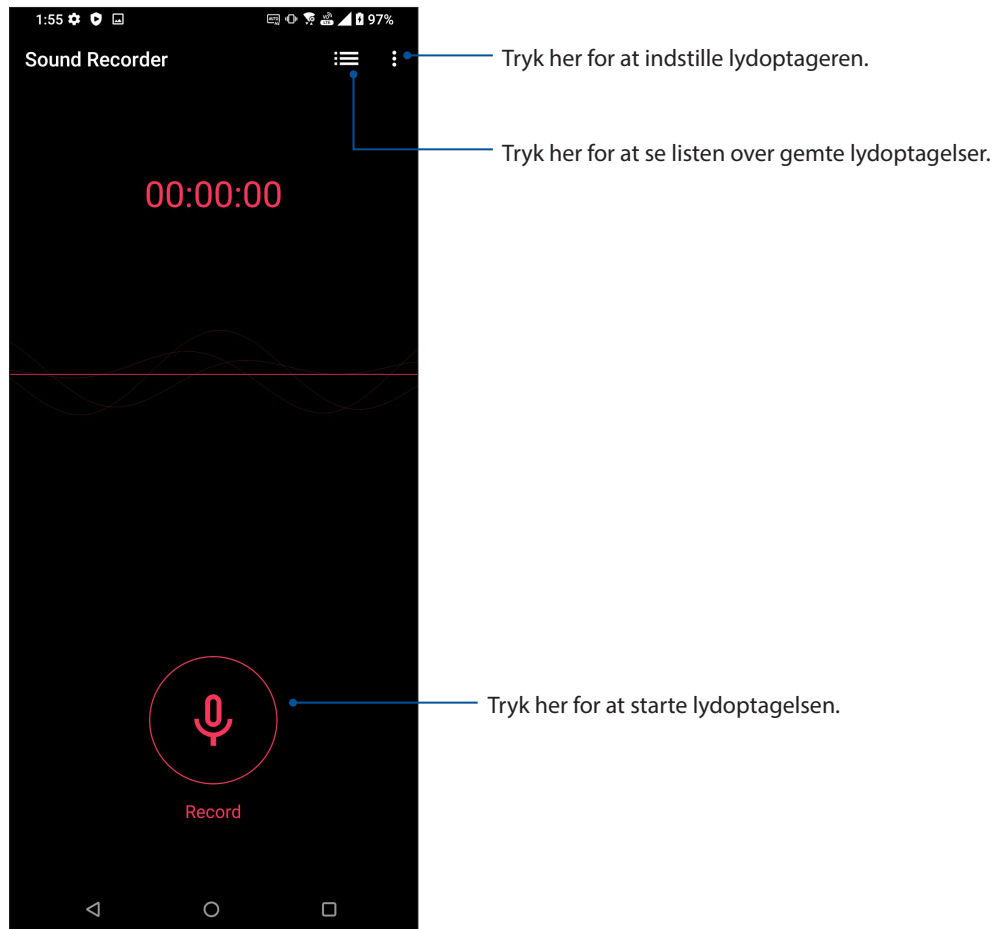 1:55 97%
Sound Recorder
Tryk her for at indstille lydoptageren.
Tryk her for at se listen over gemte lydoptagelser.
00:00:00
Tryk her for at starte lydoptagelsen.
Record